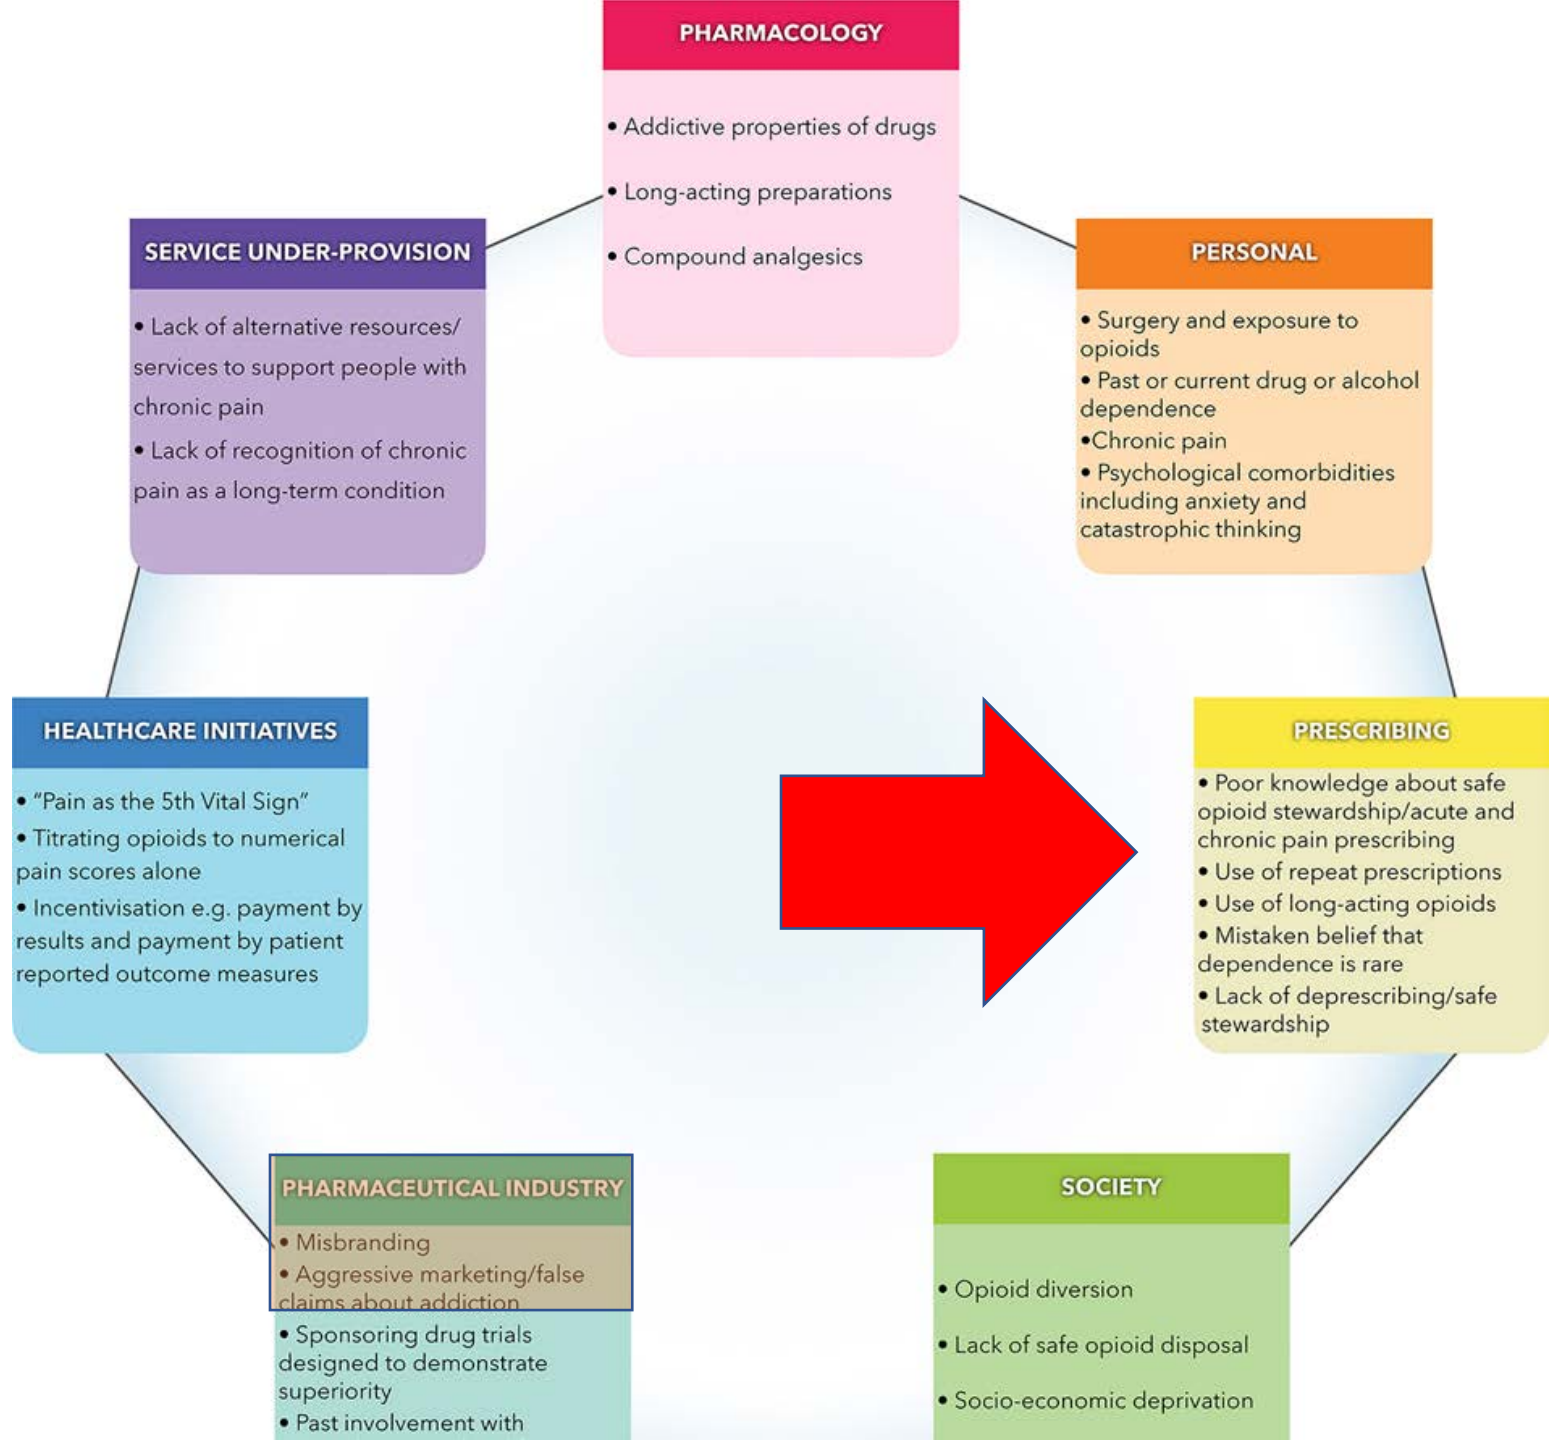 PHARMACOLOGY
• Addictive properties of drugs
• Long-acting preparations
• Compound analgesics
SERVICE UNDER-PROVISION
• Lack of alternative resources/
services to support people with
chronic pain
• Lack of recognition of chronic
pain as a long-term condition
PERSONAL
• Surgery and exposure to
opioids
• Past or current drug or alcohol
dependence
•Chronic pain
• Psychological comorbidities
including anxiety and
catastrophic thinking
HEALTHCARE INITIATIVES
• “Pain as the 5th Vital Sign”
• Titrating opioids to numerical
pain scores alone
• Incentivisation e.g. payment by
results and payment by patient
reported outcome measures
PRESCRIBING
• Poor knowledge about safe
opioid stewardship/acute and
chronic pain prescribing
• Use of repeat prescriptions
• Use of long-acting opioids
• Mistaken belief that
dependence is rare
• Lack of deprescribing/safe
stewardship
PHARMACEUTICAL INDUSTRY
• Misbranding
• Aggressive marketing/false
claims about addiction
• Sponsoring drug trials
designed to demonstrate
superiority
• Past involvement with
SOCIETY
• Opioid diversion
• Lack of safe opioid disposal
• Socio-economic deprivation